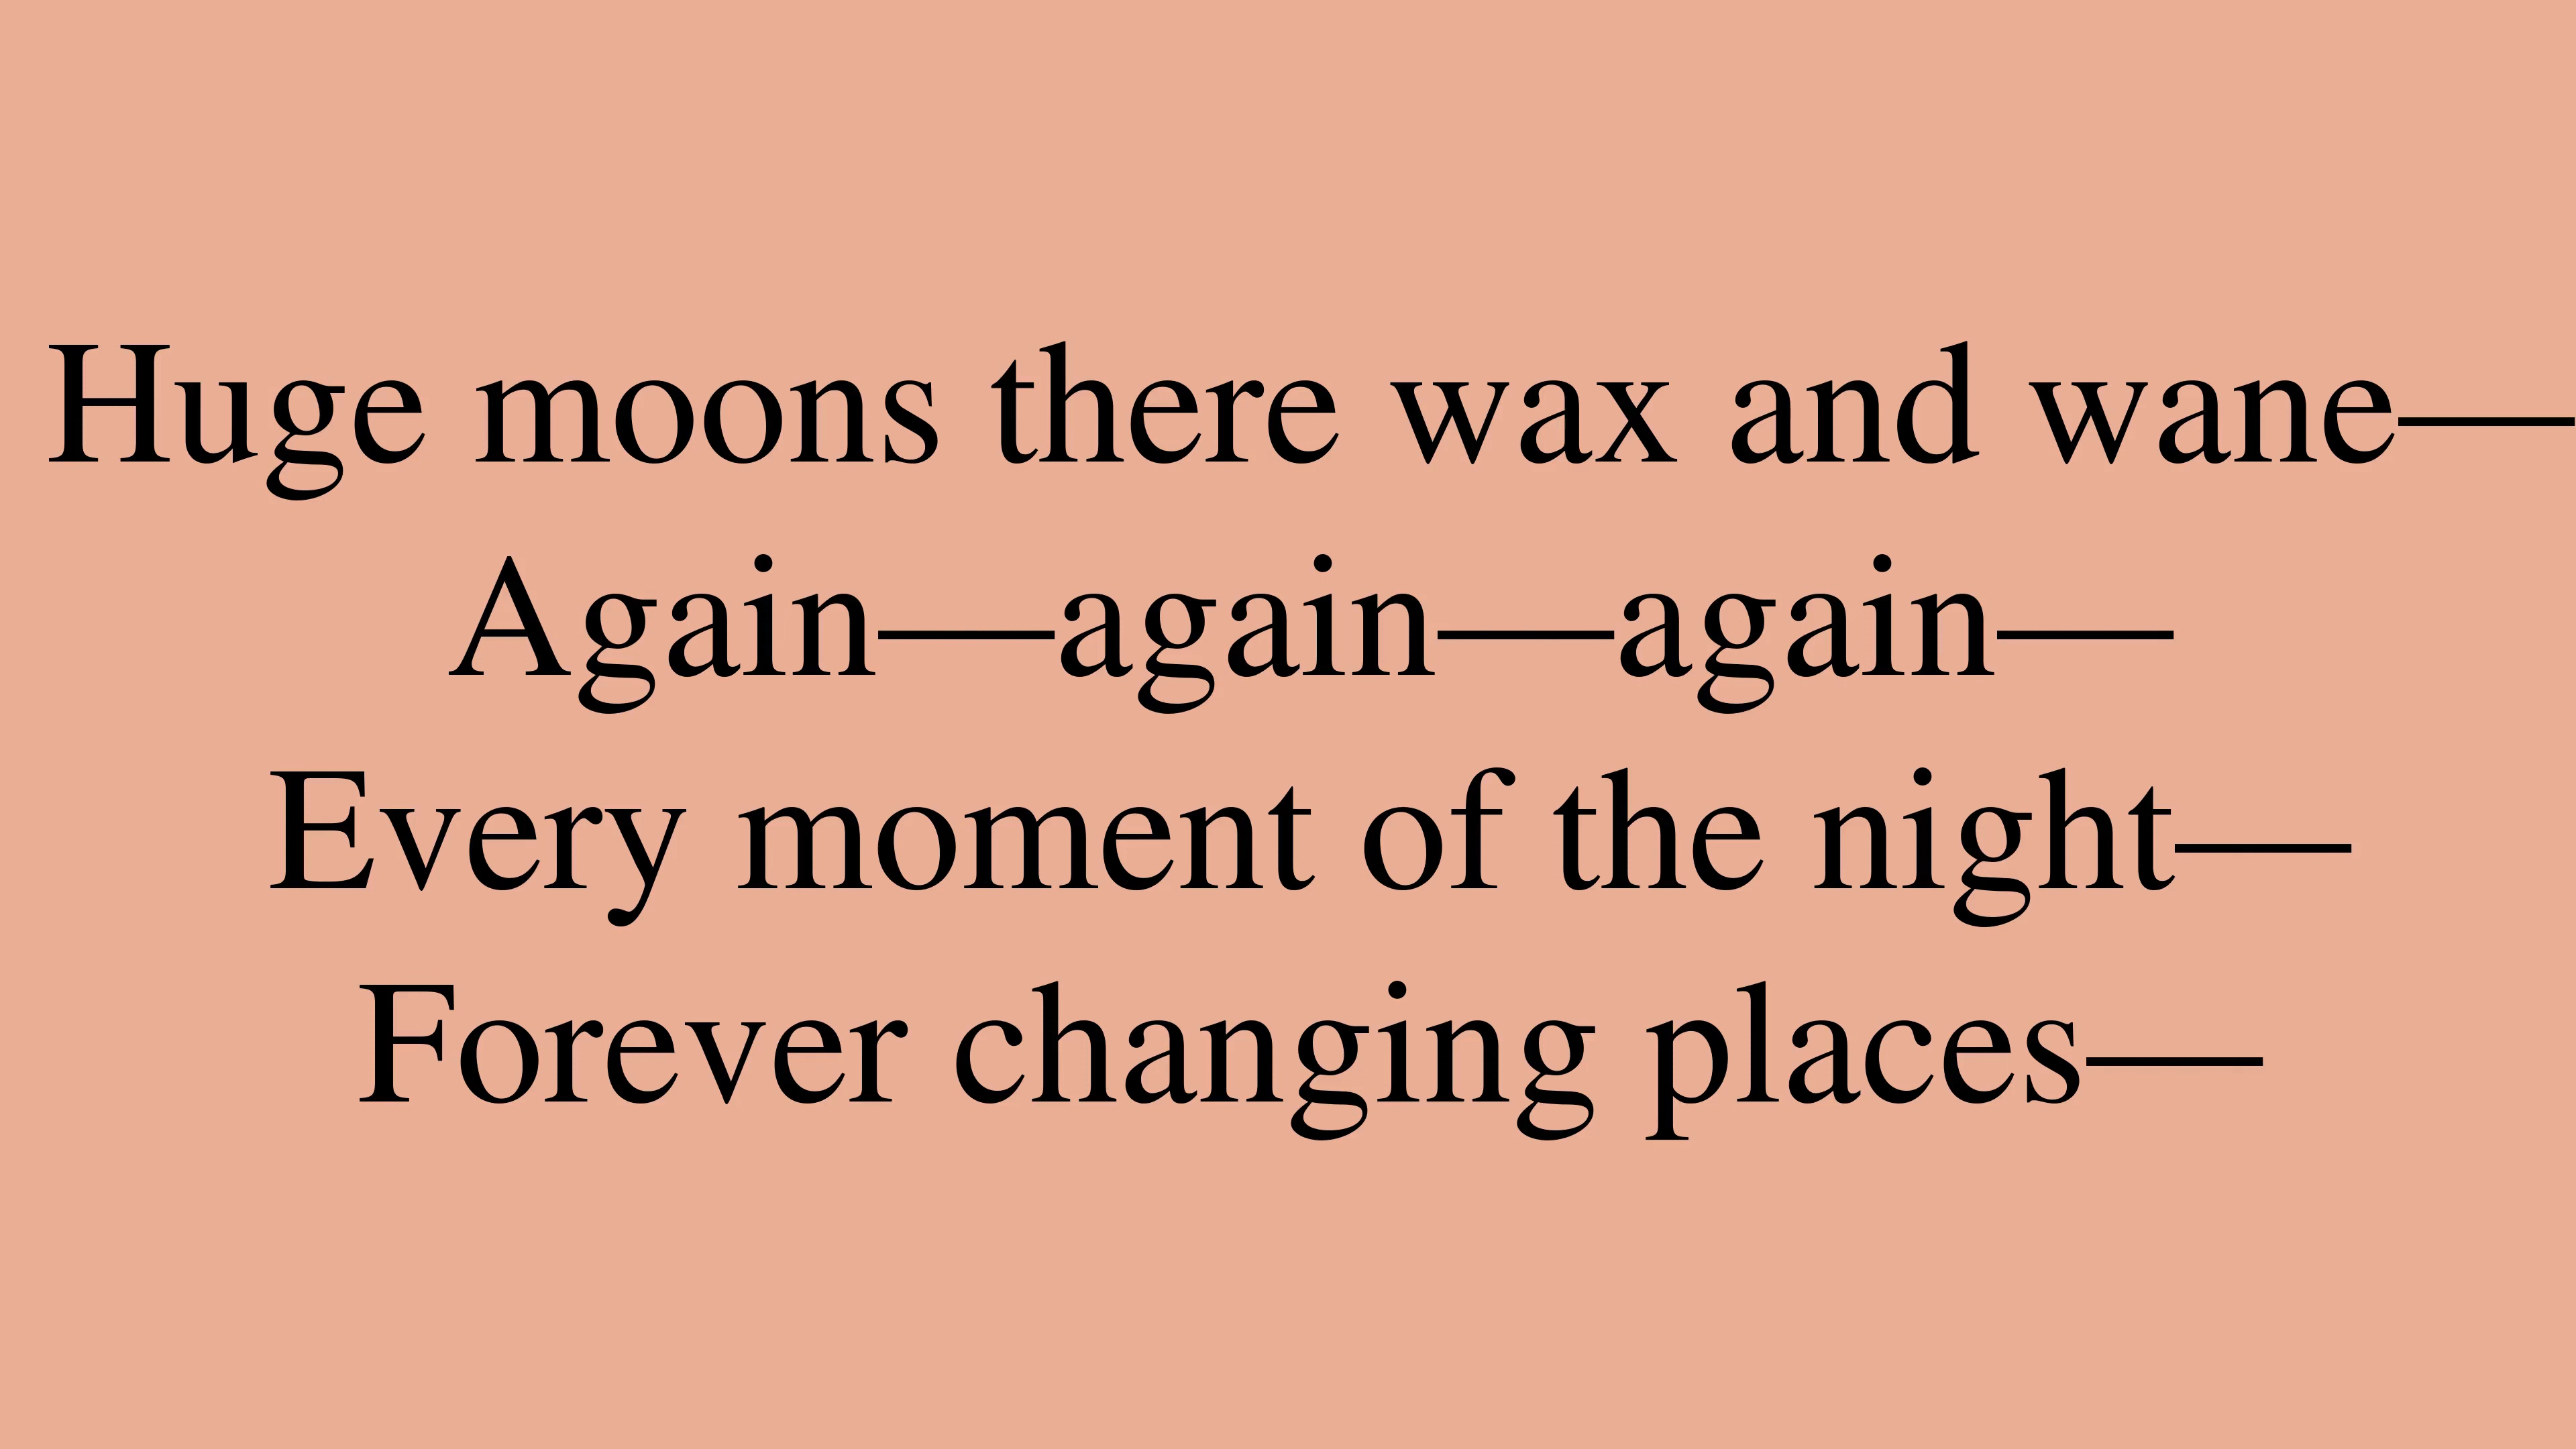 Huge moons there wax and wane—
Again—again—again—
Every moment of the night—
Forever changing places—